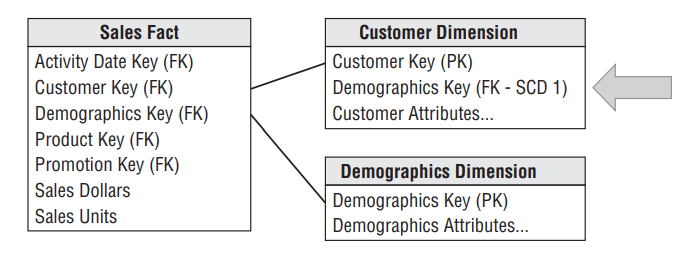 Sales Fact
Activity Date Key (FK)
Customer Key (FK)
Demographics Key (FK)
Product Key (FK)
Promotion Key (FK)
Sales Dollars
Sales Units
Customer Dimension
Customer Key (PK)
Demographics Key (FK - SCD 1)
Customer Attributes...
Demographics Dimension
Demographics Key (PK)
Demographics Attributes...